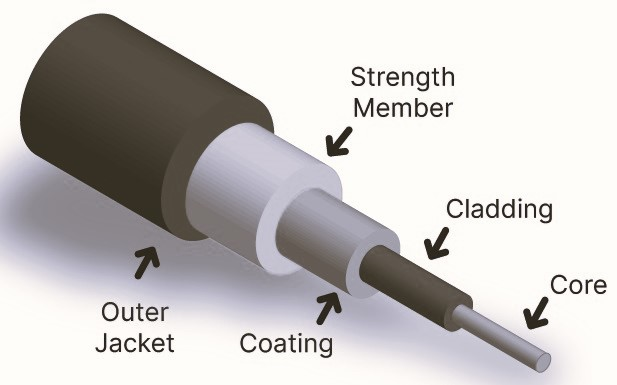 Strength
Member
Cladding
Core
Outer
Jacket
Coating